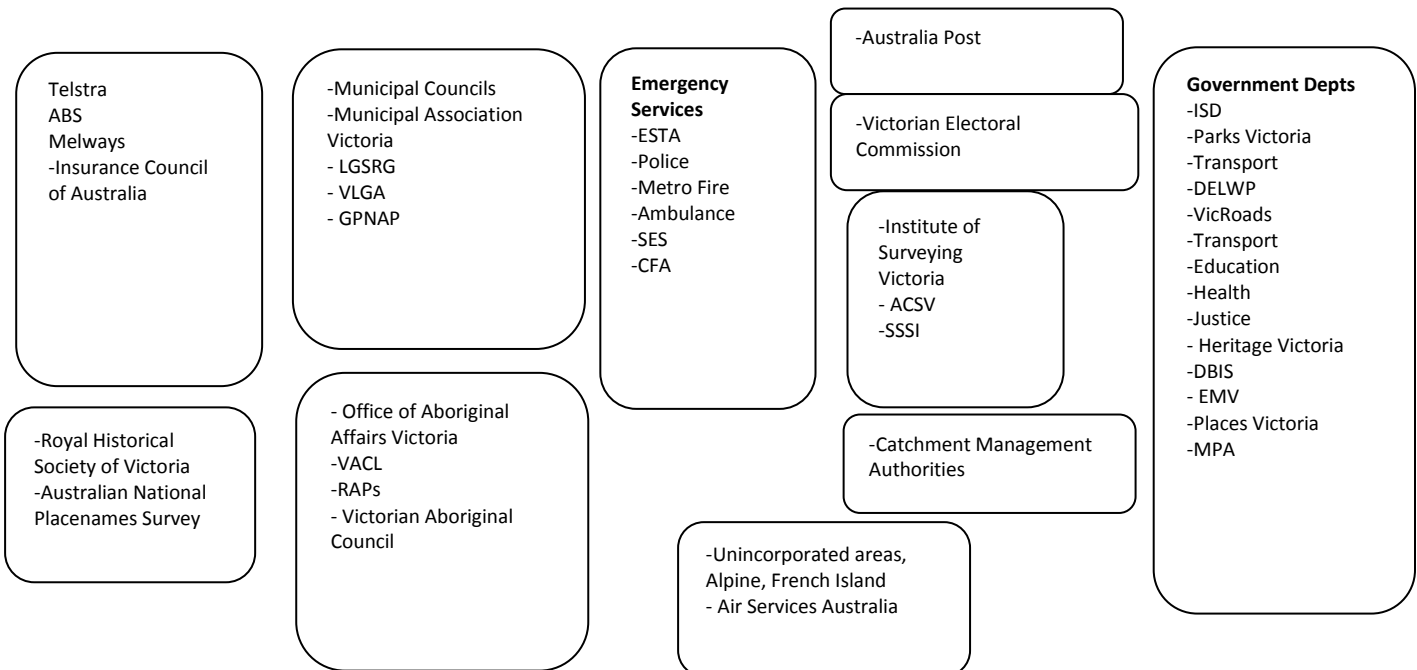 Telstra
ABS
Melways
-Insurance Council
of Australia
-Municipal Councils
-Municipal Association
Victoria
- LGSRG
- VLGA
- GPNAP
Emergency
Services
-ESTA
-Police
-Metro Fire
-Ambulance
-SES
-CFA
-Australia Post
-Victorian Electoral
Commission
-Institute of
Surveying
Victoria
- ACSV
-SSSI
-Catchment Management
Authorities
Government Depts
-ISD
-Parks Victoria
-Transport
-DELWP
-VicRoads
-Transport
-Education
-Health
-Justice
- Heritage Victoria
-DBIS
- EMV
-Places Victoria
-MPA
-Royal Historical
Society of Victoria
-Australian National
Placenames Survey
- Office of Aboriginal
Affairs Victoria
-VACL
-RAPs
- Victorian Aboriginal
Council
-Unincorporated areas,
Alpine, French Island
- Air Services Australia